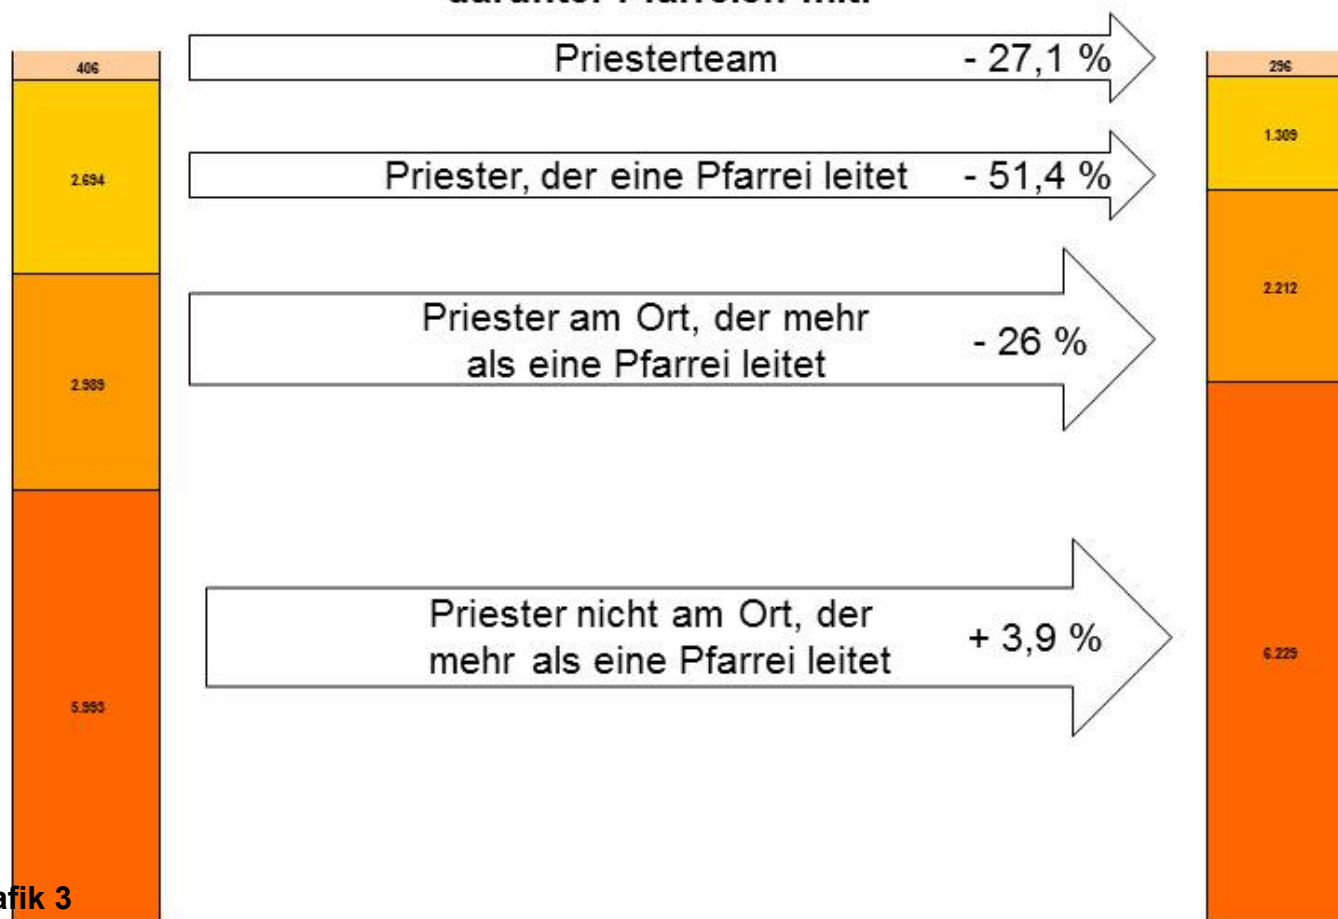 406
Priesterteam - 27,1 %
296
2.694
Priester, der eine Pfarrei leitet - 51,4 %
1.309
2.989
Priester am Ort, der mehr
als eine Pfarrei leitet
- 26 %
2.212
5.993
Priester nicht am Ort, der
mehr als eine Pfarrei leitet
+ 3,9 %
6.229
afik 3